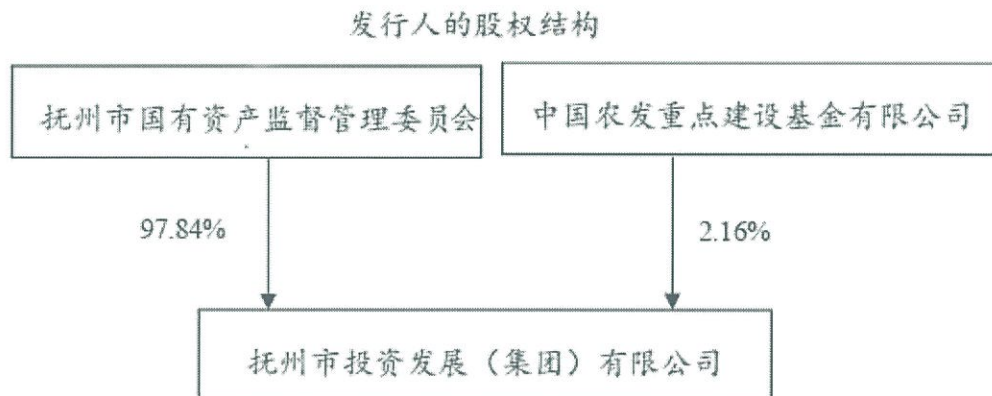 发行人的股权结构
抚州市国有资产监督管理委员会
中国农发重点建设基金有限公司
97.84%
2.16%
抚州市投资发展（集团）有限公司